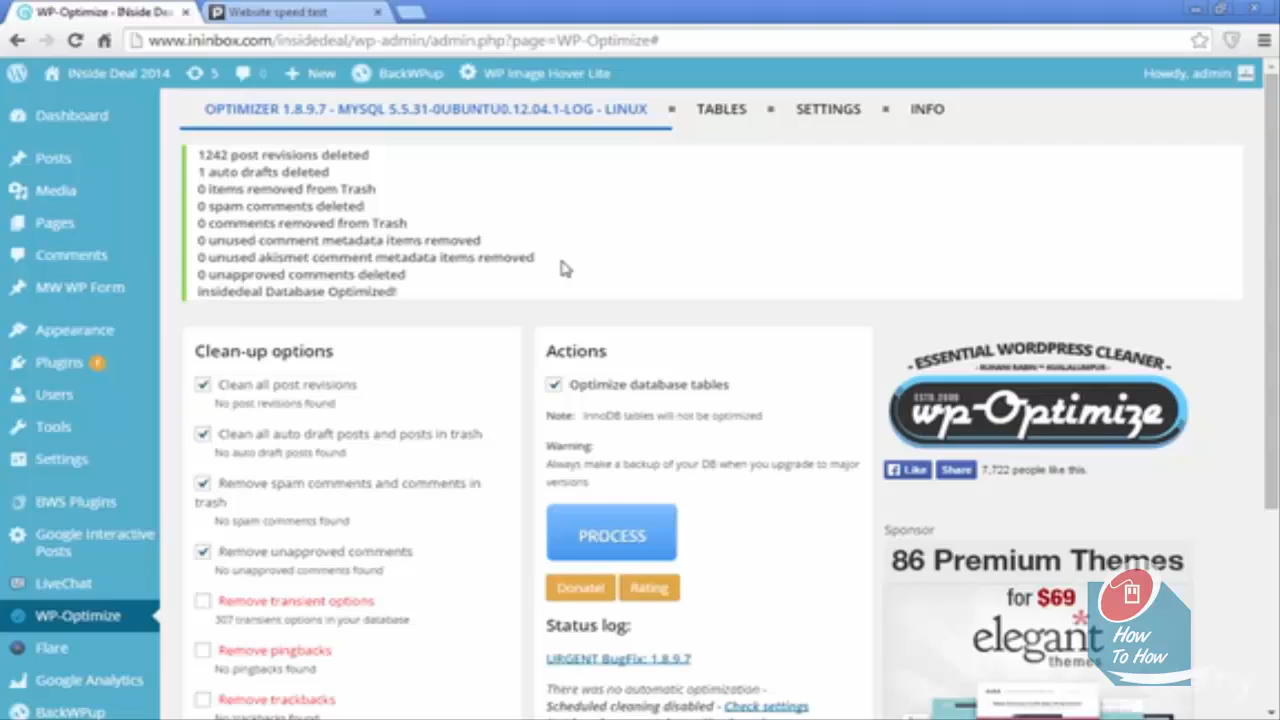 WP-Optimize - INside De
Website speed test
www.ininbox.com/insidedeal/wp-admin/admin.php?page=WP-Optimize#
INside Deal 2014
5
0
New
BackWPup
WP Image Hover Lite
Howdy, admin
Dashboard
Posts
Media
Pages
Comments
MW WP Form
Appearance
Plugins
Users
Tools
Settings
BWS Plugins
Google Interactive
Posts
LiveChat
WP-Optimize
Flare
Google Analytics
BackWPup
OPTIMIZER 1.8.9.7 - MYSQL 5.5.31-0UBUNTU0.12.04.1-LOG - LINUX
TABLES
SETTINGS
INFO
1242 post revisions deleted
1 auto drafts deleted
0 items removed from Trash
0 spam comments deleted
0 comments removed from Trash
0 unused comment metadata items removed
0 unused akismet comment metadata items removed
0 unapproved comments deleted
insidedeal Database Optimized!
Clean-up options
Clean all post revisions
No post revisions found
Clean all auto draft posts and posts in trash
No auto draft posts found
Remove spam comments and comments in
trash
No spam comments found
Remove unapproved comments
No unapproved comments found
Remove transient options
307 transient options in your database
Remove pingbacks
No pingbacks found
Remove trackbacks
No trackbacks found
Actions
Optimize database tables
Note: InnoDB tables will not be optimized
Warning:
Always make a backup of your DB when you upgrade to major
versions
PROCESS
Donate!
Rating
Status log:
URGENT BugFix: 1.8.9.7
There was no automatic optimization -
Scheduled cleaning disabled - Check settings
- ESSENTIAL WORDPRESS CLEANER -
wp-Optimize
Like
Share
7,722 people like this.
Sponsor
86 Premium Themes
for $69
elegant
themes
How
To How